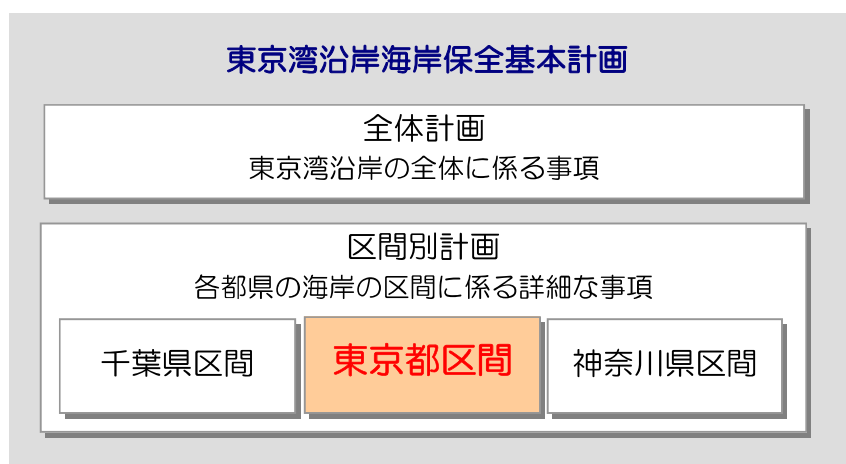 東京湾沿岸海岸保全基本計画
全体計画
東京湾沿岸の全体に係る事項
区間別計画
各都県の海岸の区間に係る詳細な事項
千葉県区間
東京都区間
神奈川県区間